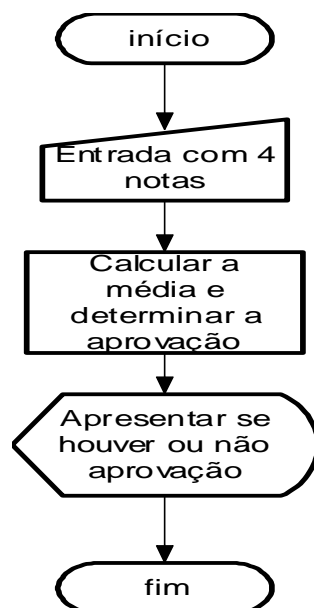 início
Entrada com 4
notas
Calcular a
média e
determinar a
aprovação
Apresentar se
houver ou não
aprovação
fim